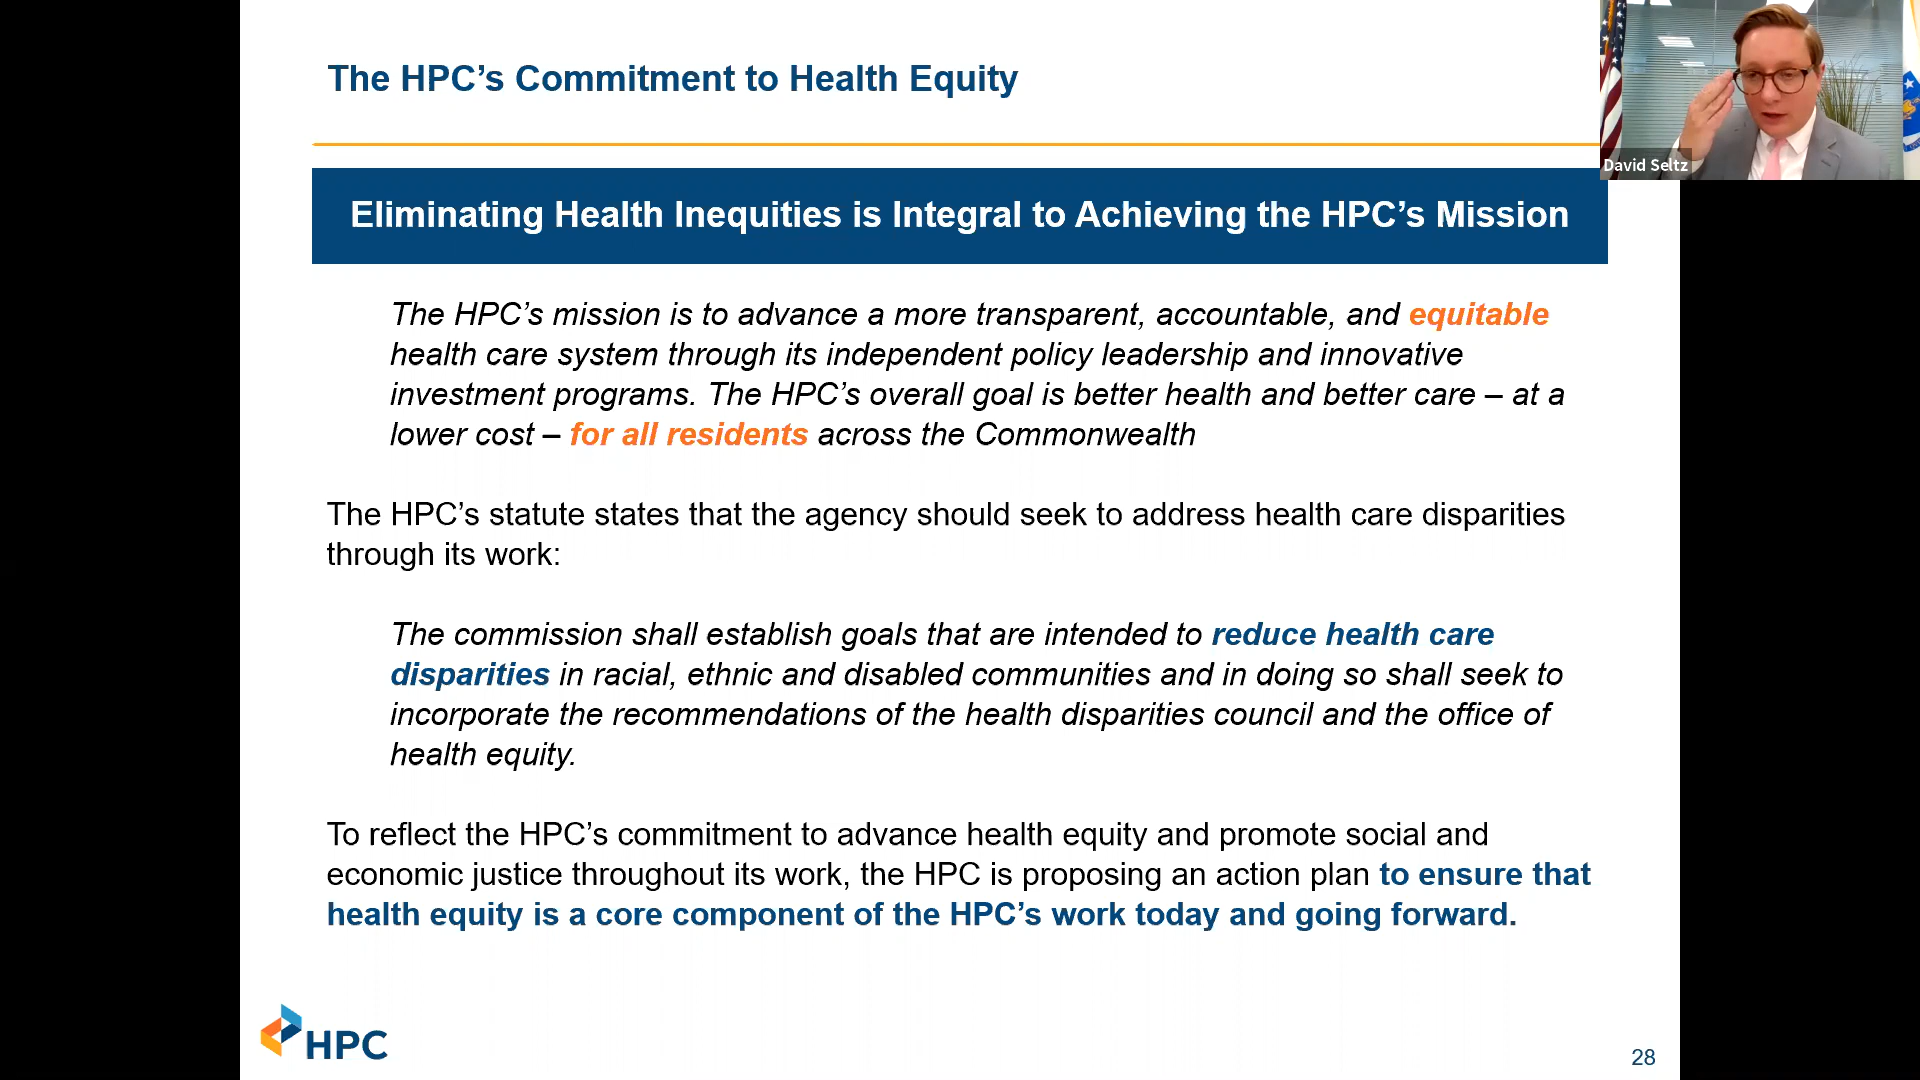 The HPC’s Commitment to Health Equity
David Seltz
Eliminating Health Inequities is Integral to Achieving the HPC’s Mission
The HPC’s mission is to advance a more transparent, accountable, and equitable
health care system through its independent policy leadership and innovative
investment programs. The HPC’s overall goal is better health and better care – at a
lower cost – for all residents across the Commonwealth
The HPC’s statute states that the agency should seek to address health care disparities
through its work:
The commission shall establish goals that are intended to reduce health care
disparities in racial, ethnic and disabled communities and in doing so shall seek to
incorporate the recommendations of the health disparities council and the office of
health equity.
To reflect the HPC’s commitment to advance health equity and promote social and
economic justice throughout its work, the HPC is proposing an action plan to ensure that
health equity is a core component of the HPC’s work today and going forward.
HPC
28